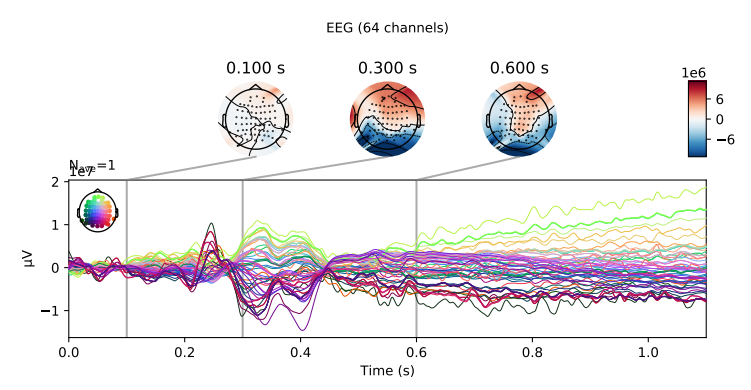 EEG (64 channels)
0.100 s 0.300 s 0.600 s
1e6
6
0
−6
Nave=1
1e7
2
1
0
−1
µV
0.0 0.2 0.4 0.6 0.8 1.0
Time (s)